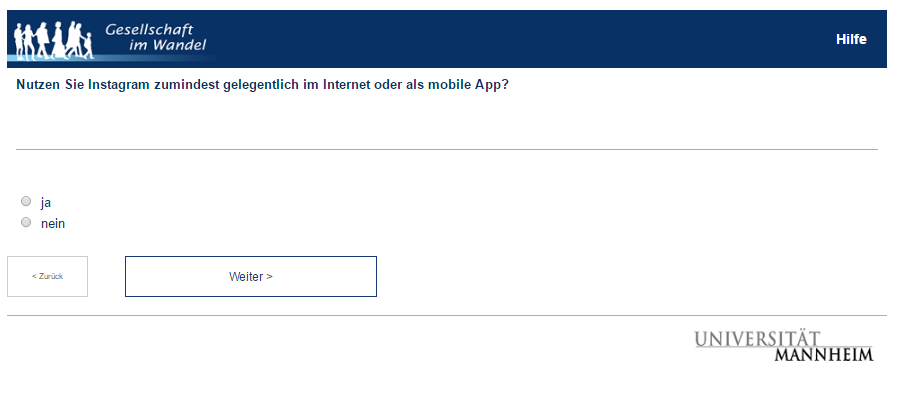 Gesellschaft
im Wandel
Hilfe
Nutzen Sie Instagram zumindest gelegentlich im Internet oder als mobile App?
ja
nein
< Zurück
Weiter >
UNIVERSITÄT
MANNHEIM